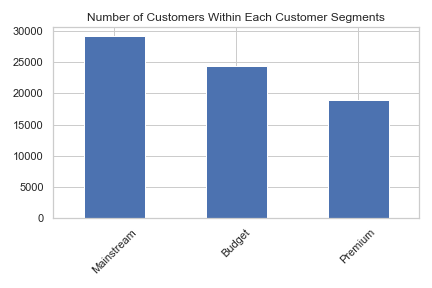 Number of Customers Within Each Customer Segments
30000
25000
20000
15000
10000
5000
0
Mainstream
Budget
Premium